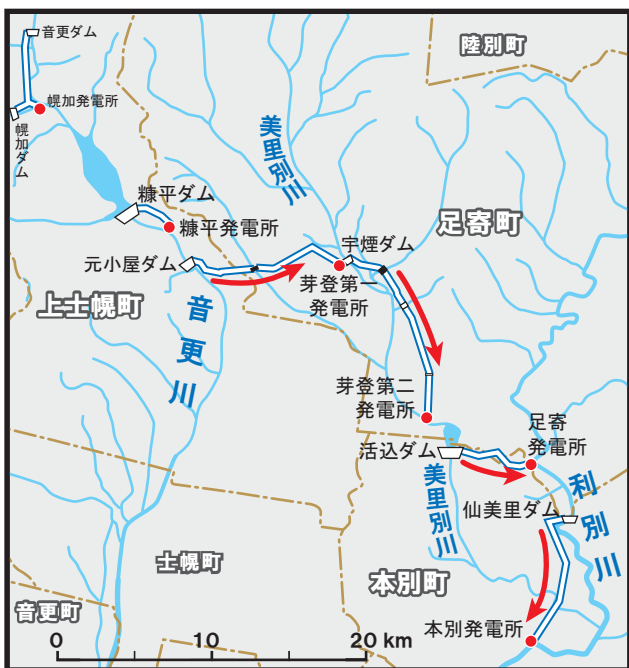 音更ダム
陸別町
幌加発電所
幌加ダム
美里別川
糠平ダム
足寄町
糠平発電所
宇煙ダム
元小屋ダム
芽登第一
発電所
上士幌町
音更川
芽登第二
発電所
足寄
発電所
活込ダム
美里別川
仙美里ダム
利別川
士幌町
本別町
音更町
本別発電所
0 10 20 km